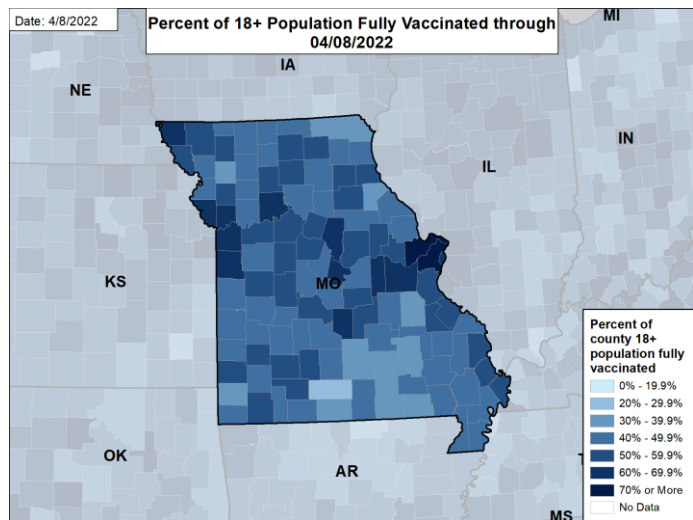 Date: 4/8/2022
Percent of 18+ Population Fully Vaccinated through
04/08/2022
MI
IA
NE
IN
IL
KS
MO
OK
AR
T
MS
Percent of
county 18+
population fully
vaccinated
0% - 19.9%
20% - 29.9%
30% - 39.9%
40% - 49.9%
50% - 59.9%
60% - 69.9%
70% or More
No Data